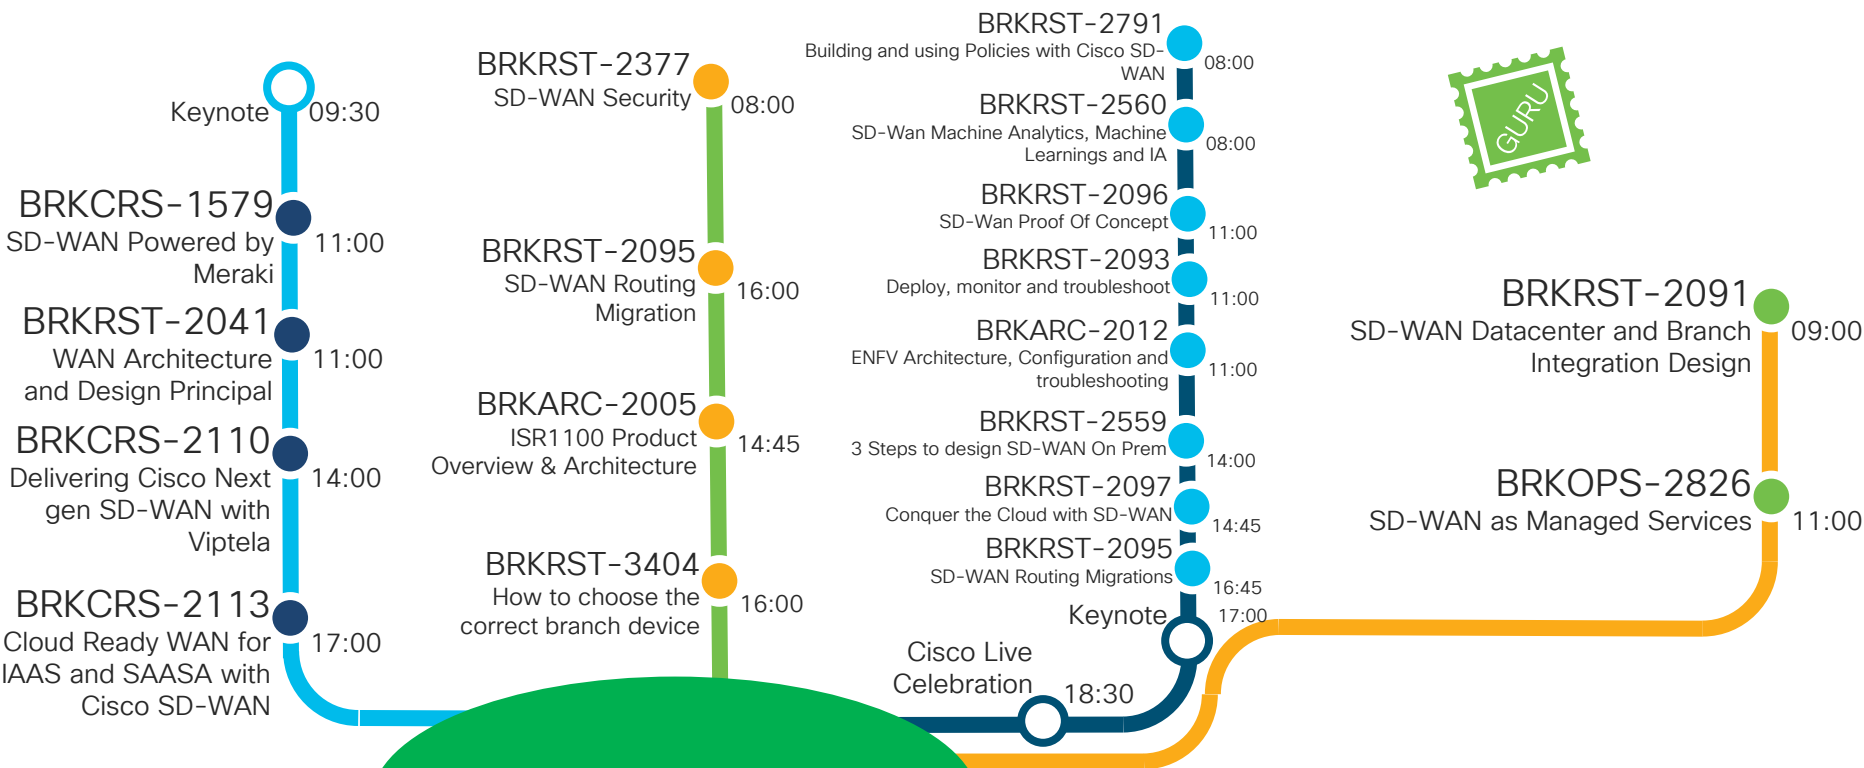 Keynote
09:30
BRKCRS-1579
SD-WAN Powered by
Meraki
11:00
BRKRST-2041
WAN Architecture
and Design Principal
11:00
BRKCRS-2110
Delivering Cisco Next
gen SD-WAN with
Viptela
14:00
BRKCRS-2113
Cloud Ready WAN for
IAAS and SAASA with
Cisco SD-WAN
17:00
BRKRST-2377
SD-WAN Security
08:00
BRKRST-2095
SD-WAN Routing
Migration
16:00
BRKARC-2005
ISR1100 Product
Overview & Architecture
14:45
BRKRST-3404
How to choose the
correct branch device
16:00
BRKRST-2791
Building and using Policies with Cisco SD-
WAN
08:00
BRKRST-2560
SD-Wan Machine Analytics, Machine
Learnings and IA
08:00
BRKRST-2096
SD-Wan Proof Of Concept
11:00
BRKRST-2093
Deploy, monitor and troubleshoot
11:00
BRKARC-2012
ENFV Architecture, Configuration and
troubleshooting
11:00
BRKRST-2559
3 Steps to design SD-WAN On Prem
14:00
BRKRST-2097
Conquer the Cloud with SD-WAN
14:45
BRKRST-2095
SD-WAN Routing Migrations
16:45
Keynote
17:00
Cisco Live
Celebration
18:30
GURU
BRKRST-2091
SD-WAN Datacenter and Branch
Integration Design
09:00
BRKOPS-2826
SD-WAN as Managed Services
11:00